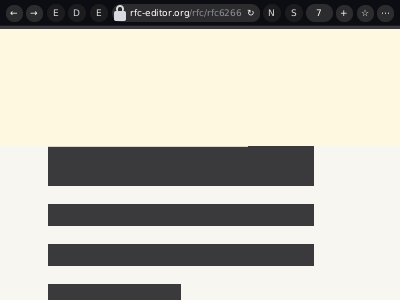 ← → E D E rfc-editor.org/rfc/rfc6266 ↻ N S 7 + ☆ ⋯